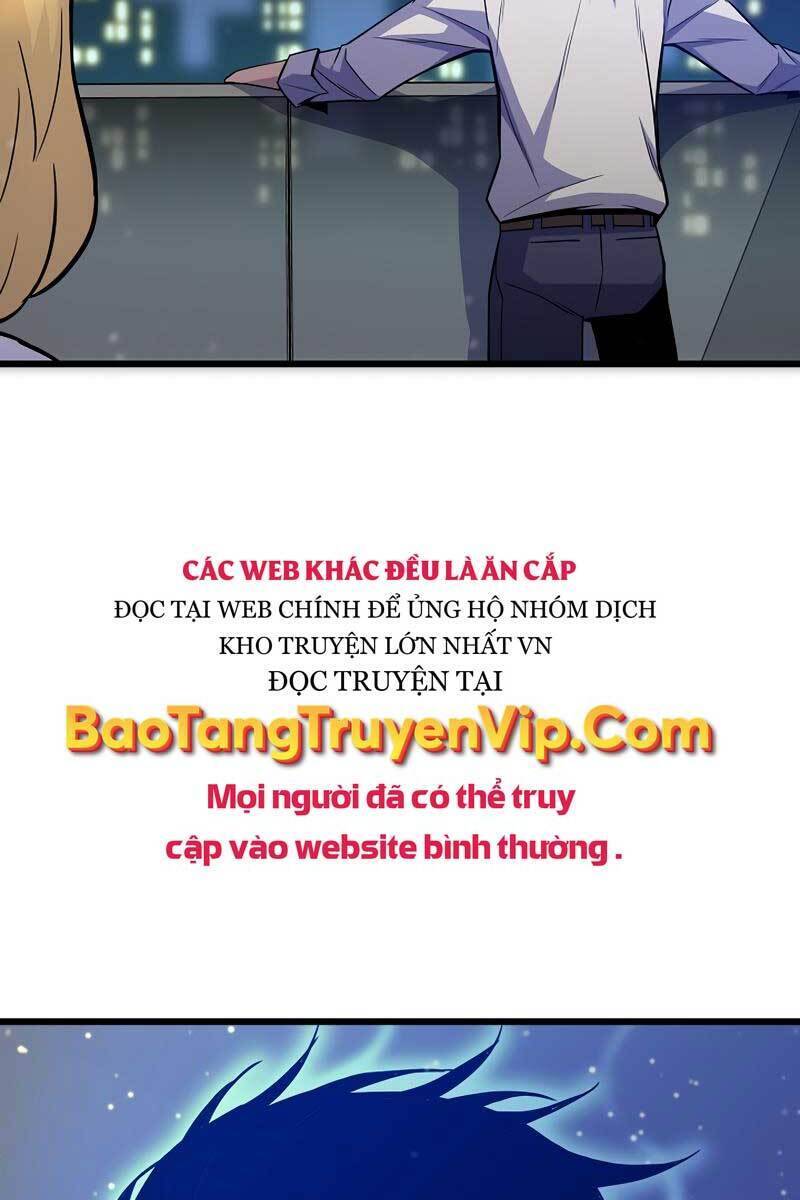 CÁC WEB KHÁC ĐỀU LÀ ĂN CẮP
ĐỌC TẠI WEB CHÍNH ĐỂ ỦNG HỘ NHÓM DỊCH
KHO TRUYỆN LỚN NHẤT VN
ĐỌC TRUYỆN TẠI
BaoTangTruyenVip.Com
Mọi người đã có thể truy
cập vào website bình thường.